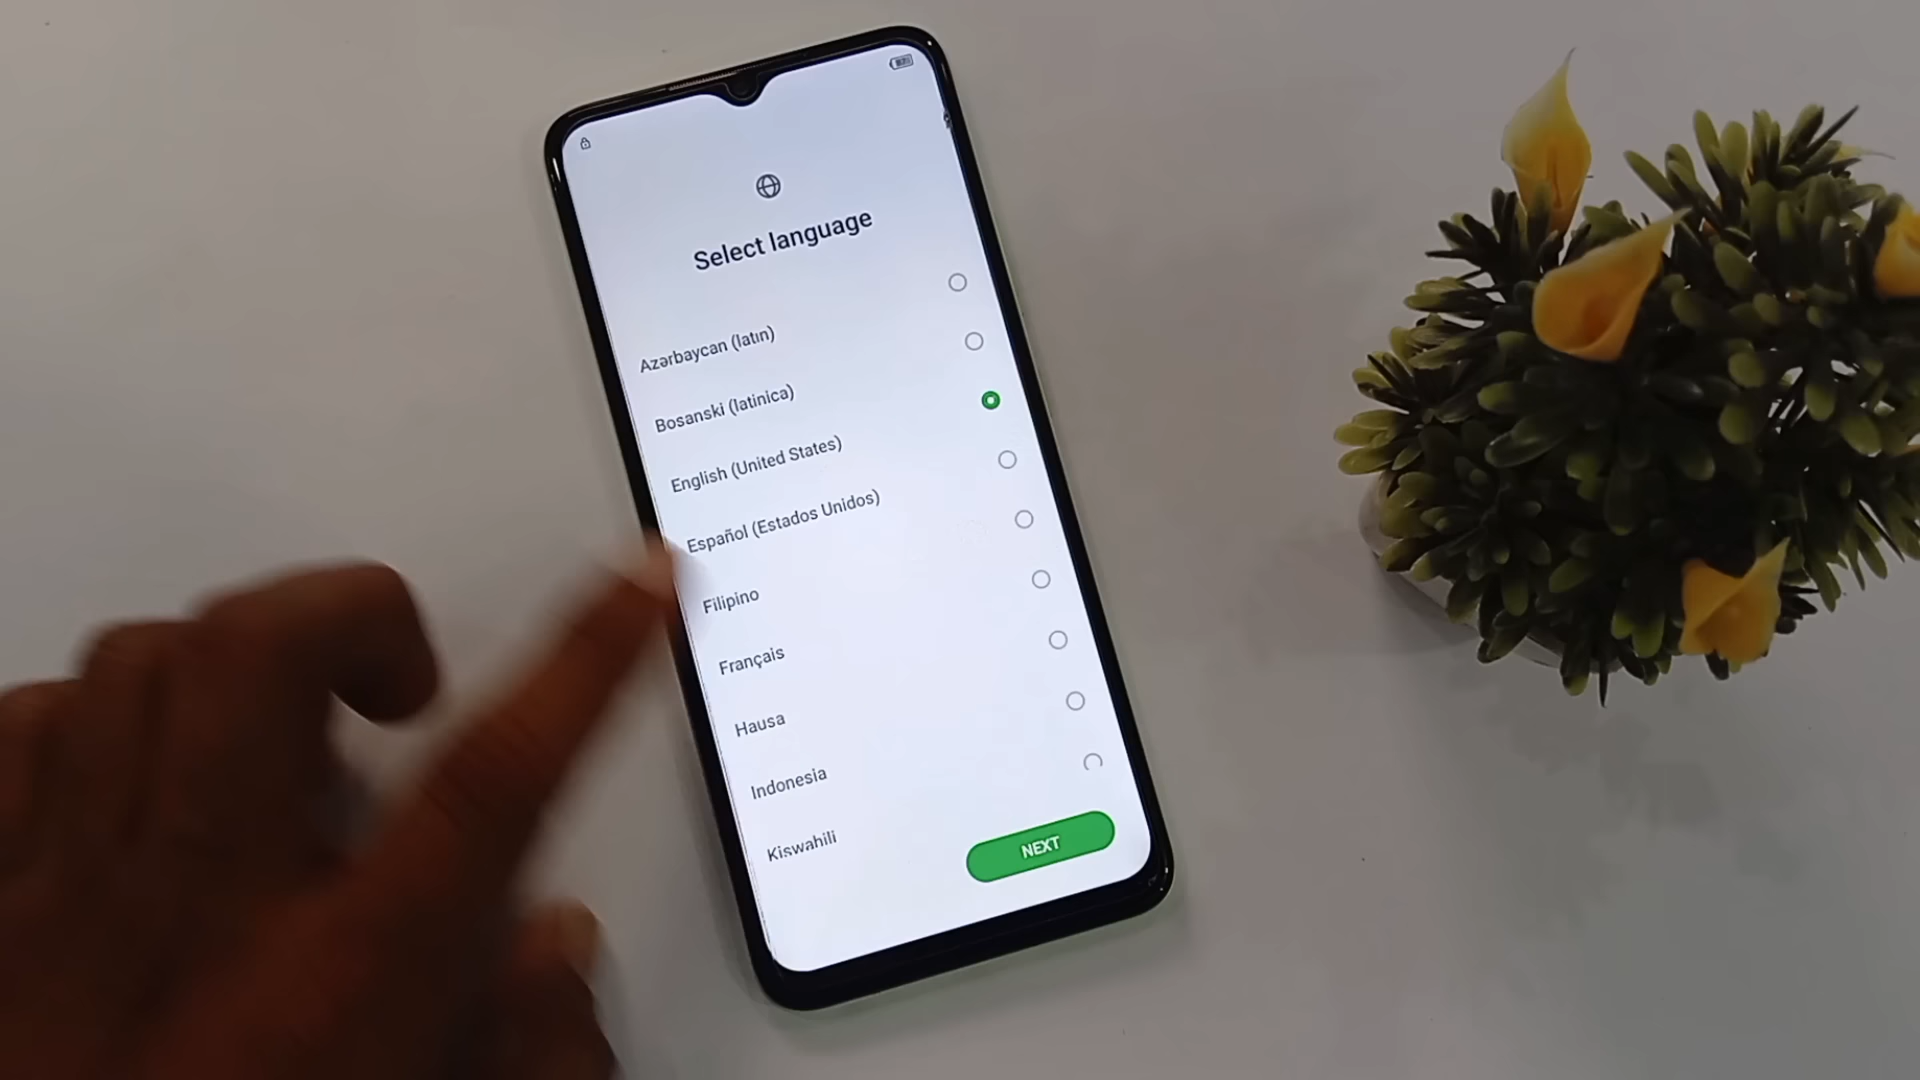 Select language
Azərbaycan (latın)
Bosanski (latinica)
English (United States)
Español (Estados Unidos)
Filipino
Français
Hausa
Indonesia
Kiswahili
NEXT